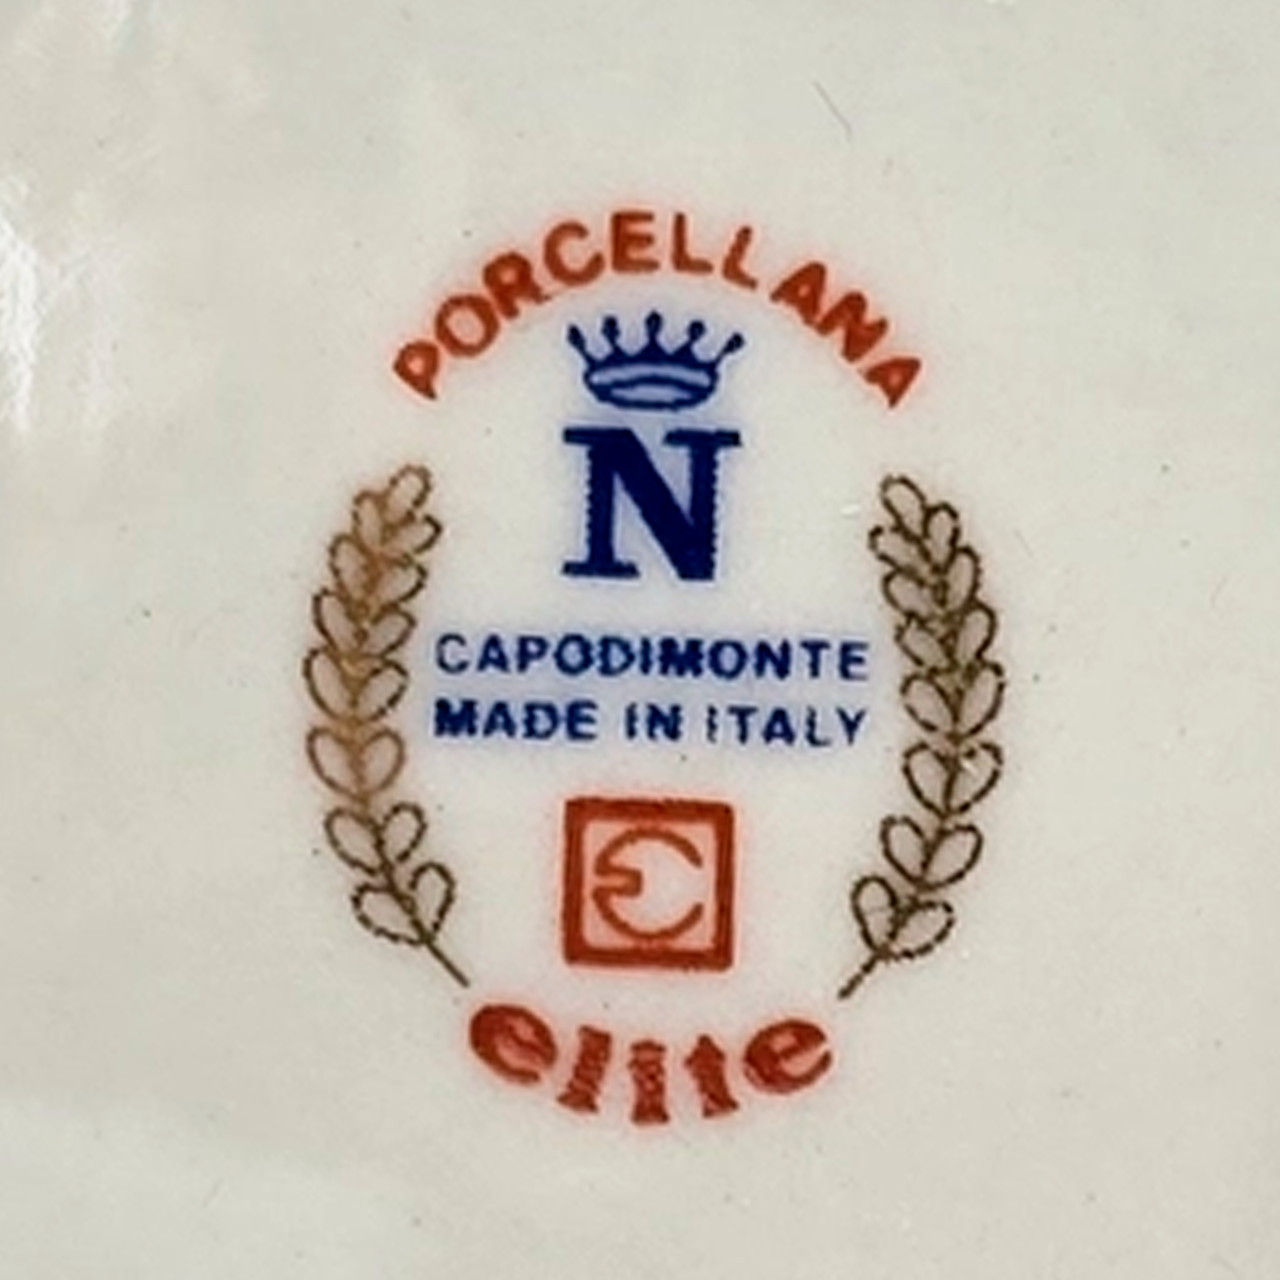 PORCELLANA
N
CAPODIMONTE
MADE IN ITALY
elite